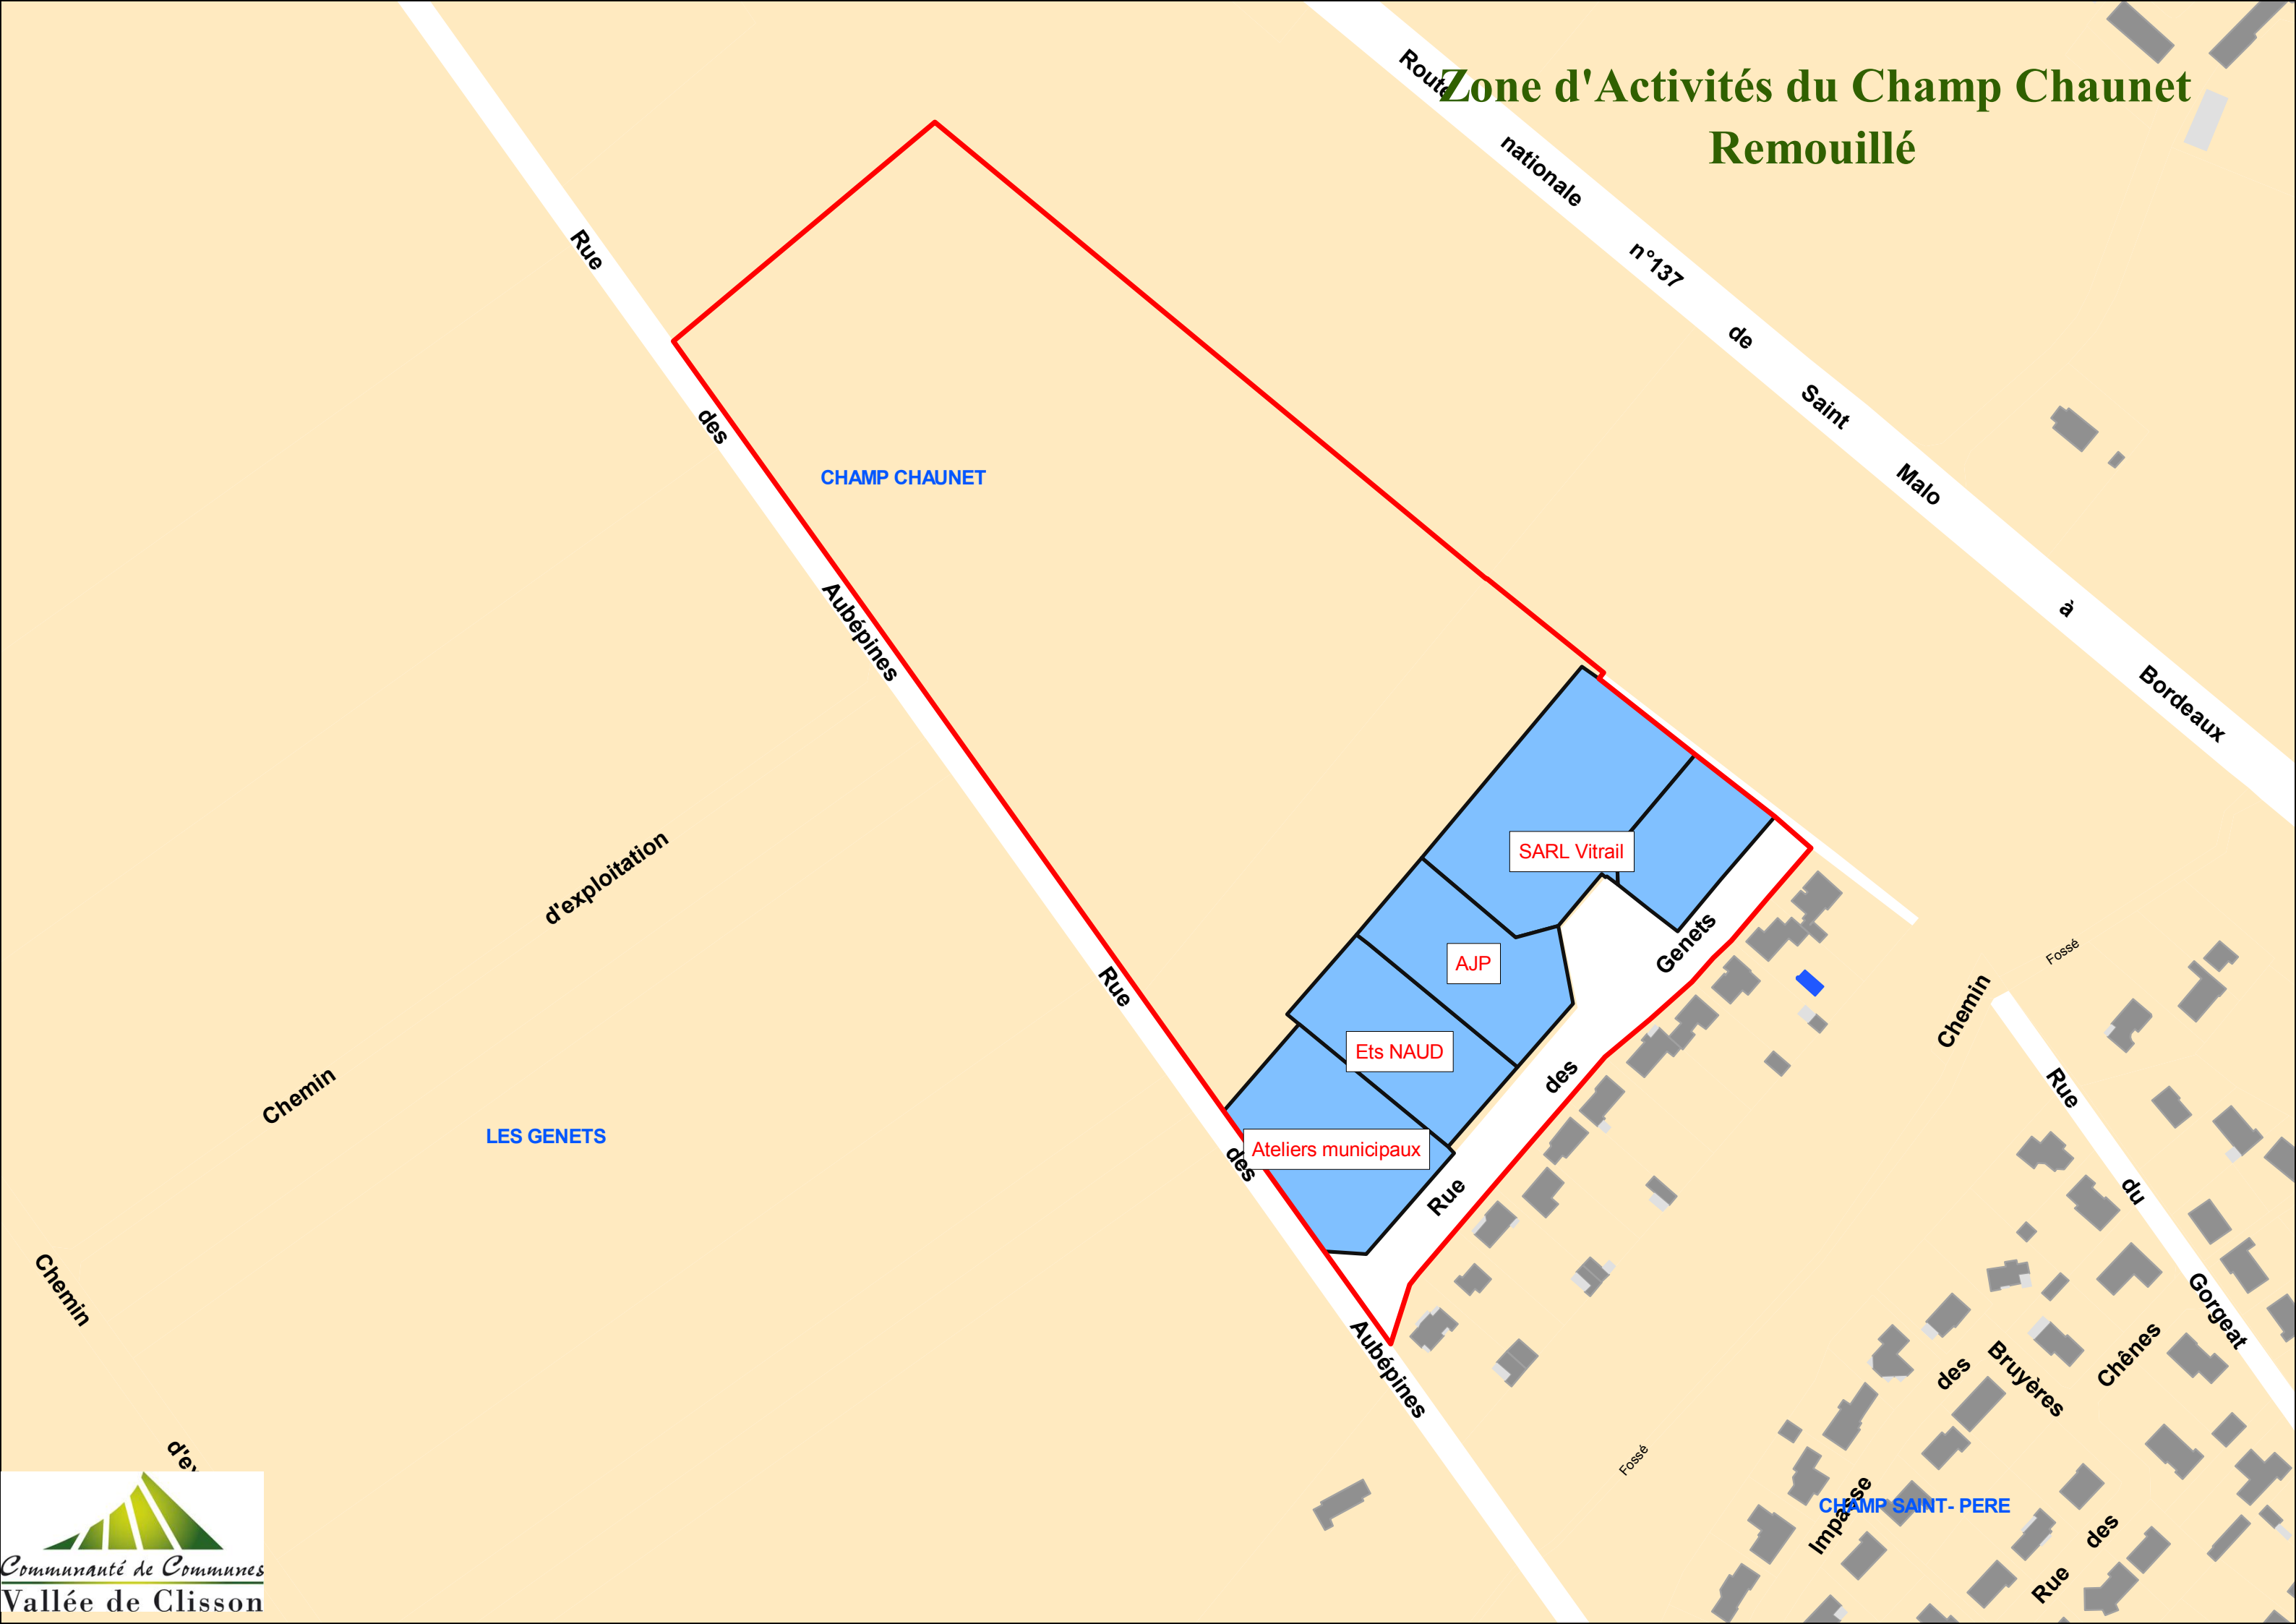 Zone d'Activités du Champ Chaunet
Remouillé
Route nationale n°137 de Saint Malo à Bordeaux
Rue des Aubépines
CHAMP CHAUNET
SARL Vitrail
AJP
Ets NAUD
Ateliers municipaux
Rue des Genets
Rue des Aubépines
Chemin d'exploitation
LES GENETS
Chemin
Chemin
Fossé
Rue du Gorgeat
Fossé
Impasse des Bruyères
CHAMP SAINT- PERE
Rue des Chênes
Communauté de Communes
Vallée de Clisson